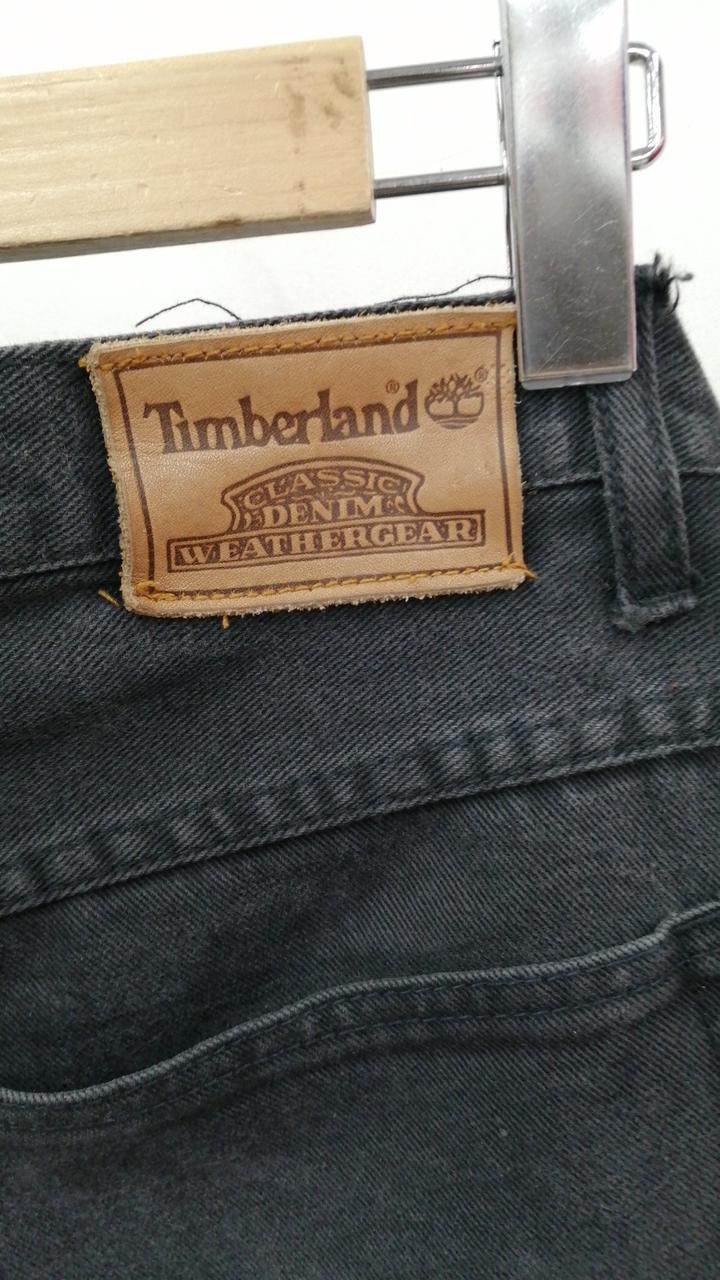 Timberland® ®
CLASSIC
DENIM
WEATHERGEAR